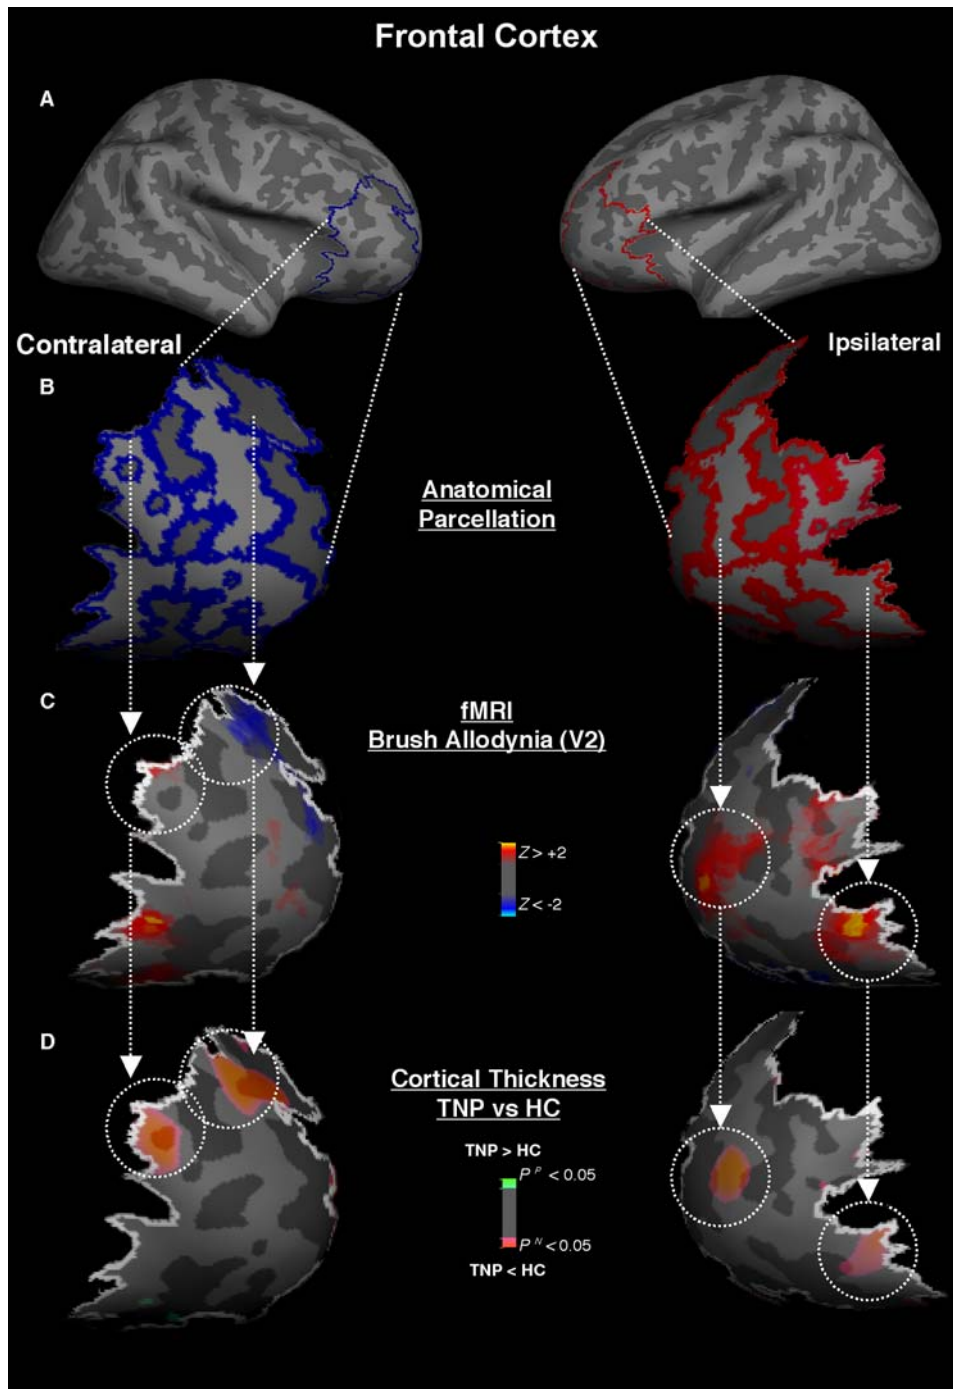 Frontal Cortex
A
Contralateral
Ipsilateral
B
Anatomical
Parcellation
C
fMRI
Brush Allodynia (V2)
Z > +2
Z < -2
D
Cortical Thickness
TNP vs HC
TNP > HC
P P < 0.05
P N < 0.05
TNP < HC